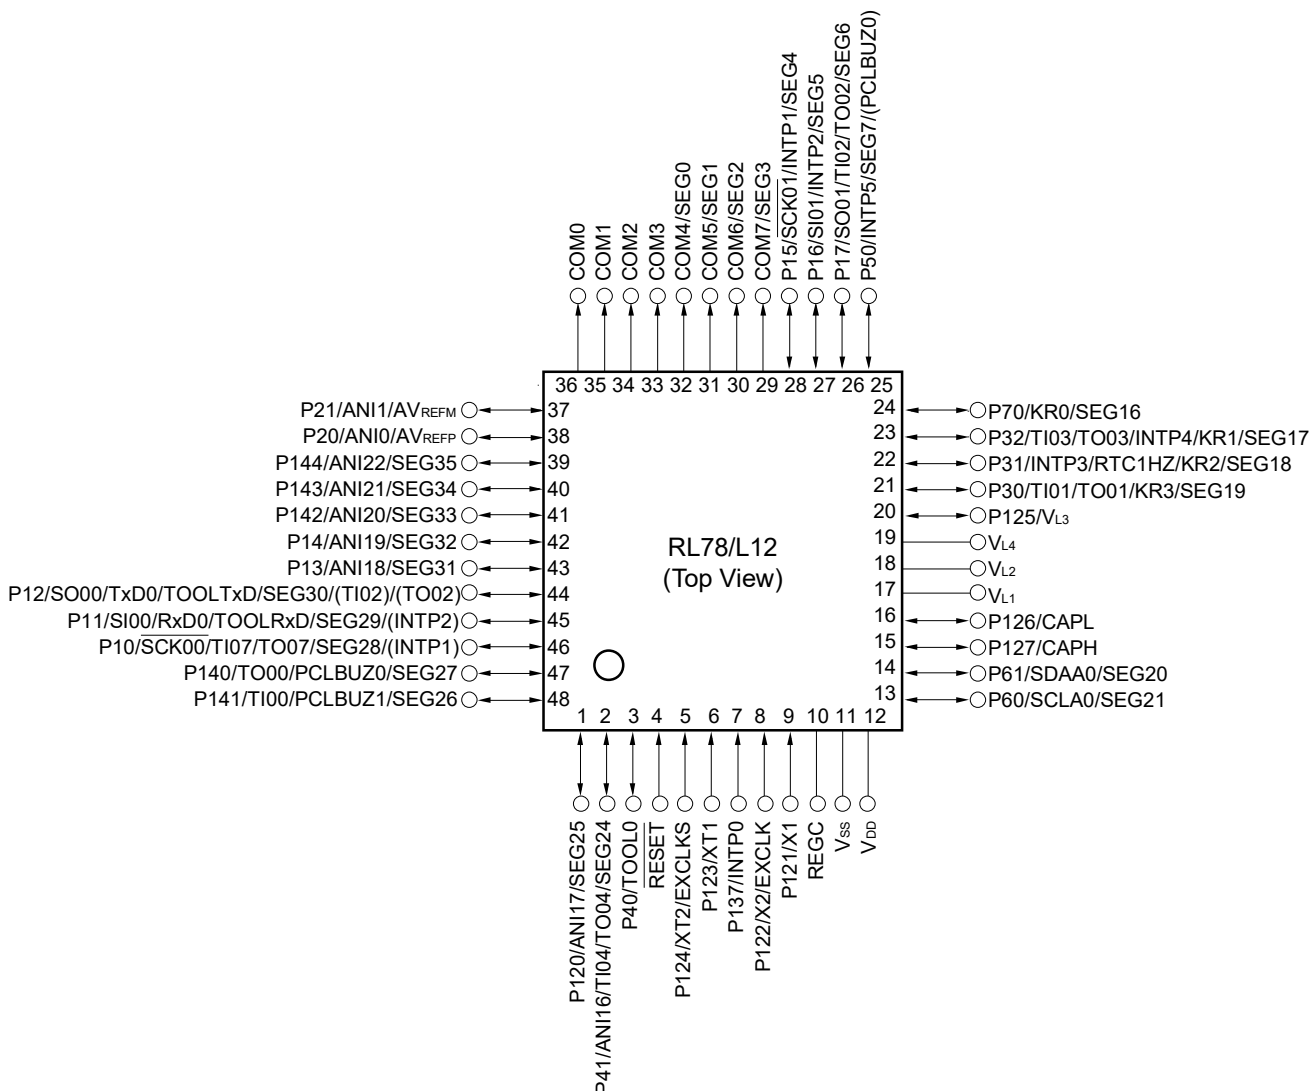 COM0
COM1
COM2
COM3
COM4/SEG0
COM5/SEG1
COM6/SEG2
COM7/SEG3
P15/SCK01/INTP1/SEG4
P16/SI01/INTP2/SEG5
P17/SO01/TI02/TO02/SEG6
P50/INTP5/SEG7/(PCLBUZ0)
36 35 34 33 32 31 30 29 28 27 26 25
P21/ANI1/AVREFM 37
P20/ANI0/AVREFP 38
P144/ANI22/SEG35 39
P143/ANI21/SEG34 40
P142/ANI20/SEG33 41
P14/ANI19/SEG32 42
P13/ANI18/SEG31 43
P12/SO00/TxD0/TOOLTxD/SEG30/(TI02)/(TO02) 44
P11/SI00/RxD0/TOOLRxD/SEG29/(INTP2) 45
P10/SCK00/TI07/TO07/SEG28/(INTP1) 46
P140/TO00/PCLBUZ0/SEG27 47
P141/TI00/PCLBUZ1/SEG26 48
RL78/L12
(Top View)
24 P70/KR0/SEG16
23 P32/TI03/TO03/INTP4/KR1/SEG17
22 P31/INTP3/RTC1HZ/KR2/SEG18
21 P30/TI01/TO01/KR3/SEG19
20 P125/VL3
19 VL4
18 VL2
17 VL1
16 P126/CAPL
15 P127/CAPH
14 P61/SDAA0/SEG20
13 P60/SCLA0/SEG21
1 2 3 4 5 6 7 8 9 10 11 12
P120/ANI17/SEG25
P41/ANI16/TI04/TO04/SEG24
P40/TOOL0
RESET
P124/XT2/EXCLKS
P123/XT1
P137/INTP0
P122/X2/EXCLK
P121/X1
REGC
VSS
VDD